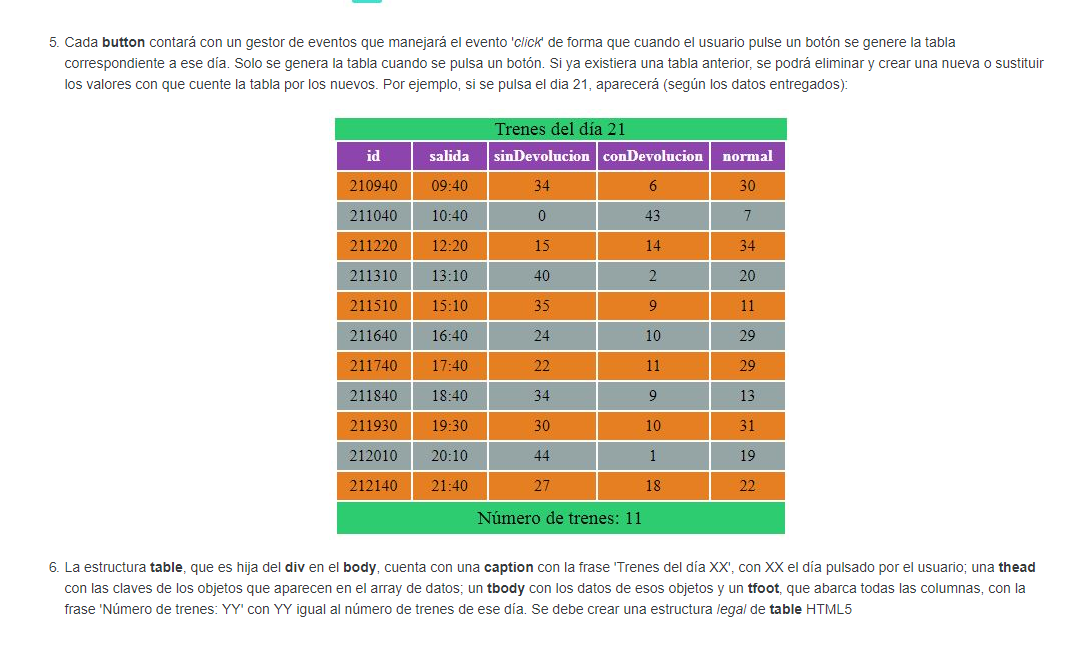 5. Cada button contará con un gestor de eventos que manejará el evento 'click' de forma que cuando el usuario pulse un botón se genere la tabla
correspondiente a ese día. Solo se genera la tabla cuando se pulsa un botón. Si ya existiera una tabla anterior, se podrá eliminar y crear una nueva o sustituir
los valores con que cuente la tabla por los nuevos. Por ejemplo, si se pulsa el dia 21, aparecerá (según los datos entregados):
Trenes del día 21
id salida sinDevolucion conDevolucion normal
210940 09:40 34 6 30
211040 10:40 0 43 7
211220 12:20 15 14 34
211310 13:10 40 2 20
211510 15:10 35 9 11
211640 16:40 24 10 29
211740 17:40 22 11 29
211840 18:40 34 9 13
211930 19:30 30 10 31
212010 20:10 44 1 19
212140 21:40 27 18 22
Número de trenes: 11
6. La estructura table, que es hija del div en el body, cuenta con una caption con la frase 'Trenes del día XX', con XX el día pulsado por el usuario; una thead
con las claves de los objetos que aparecen en el array de datos; un tbody con los datos de esos objetos y un tfoot, que abarca todas las columnas, con la
frase 'Número de trenes: YY' con YY igual al número de trenes de ese día. Se debe crear una estructura legal de table HTML5